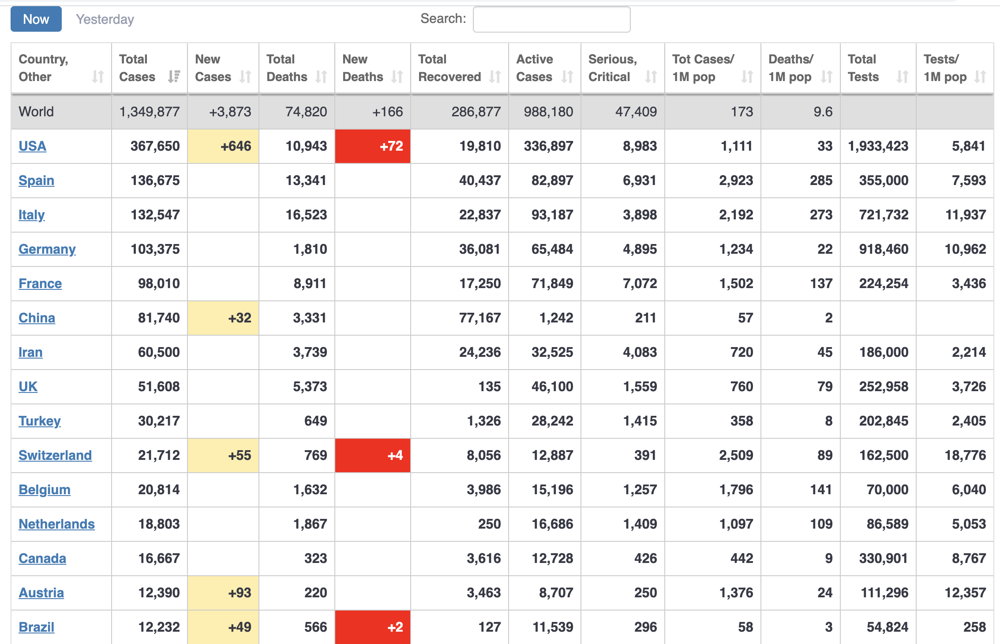 Now Yesterday Search:
Country, Other Total Cases New Cases Total Deaths New Deaths Total Recovered Active Cases Serious, Critical Tot Cases/ 1M pop Deaths/ 1M pop Total Tests Tests/ 1M pop
World 1,349,877 +3,873 74,820 +166 286,877 988,180 47,409 173 9.6
USA 367,650 +646 10,943 +72 19,810 336,897 8,983 1,111 33 1,933,423 5,841
Spain 136,675 13,341 40,437 82,897 6,931 2,923 285 355,000 7,593
Italy 132,547 16,523 22,837 93,187 3,898 2,192 273 721,732 11,937
Germany 103,375 1,810 36,081 65,484 4,895 1,234 22 918,460 10,962
France 98,010 8,911 17,250 71,849 7,072 1,502 137 224,254 3,436
China 81,740 +32 3,331 77,167 1,242 211 57 2
Iran 60,500 3,739 24,236 32,525 4,083 720 45 186,000 2,214
UK 51,608 5,373 135 46,100 1,559 760 79 252,958 3,726
Turkey 30,217 649 1,326 28,242 1,415 358 8 202,845 2,405
Switzerland 21,712 +55 769 +4 8,056 12,887 391 2,509 89 162,500 18,776
Belgium 20,814 1,632 3,986 15,196 1,257 1,796 141 70,000 6,040
Netherlands 18,803 1,867 250 16,686 1,409 1,097 109 86,589 5,053
Canada 16,667 323 3,616 12,728 426 442 9 330,901 8,767
Austria 12,390 +93 220 3,463 8,707 250 1,376 24 111,296 12,357
Brazil 12,232 +49 566 +2 127 11,539 296 58 3 54,824 258